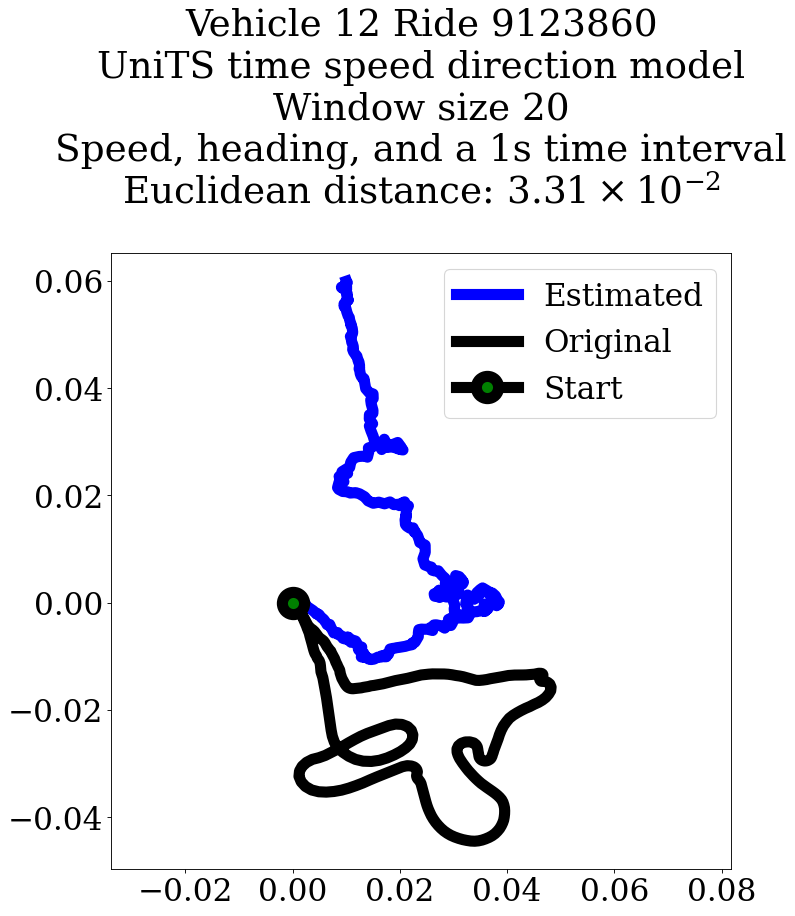 Vehicle 12 Ride 9123860
UniTS time speed direction model
Window size 20
Speed, heading, and a 1s time interval
Euclidean distance: 3.31 × 10⁻²
Estimated
Original
Start
0.06
0.04
0.02
0.00
−0.02
−0.04
−0.02 0.00 0.02 0.04 0.06 0.08